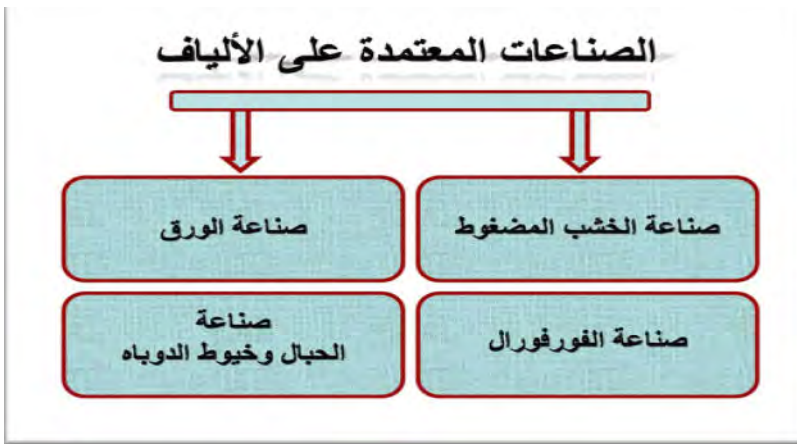 الصناعات المعتمدة على الألياف
صناعة الخشب المضغوط
صناعة الورق
صناعة الفورفورال
صناعة
الحبال وخيوط الدوباه